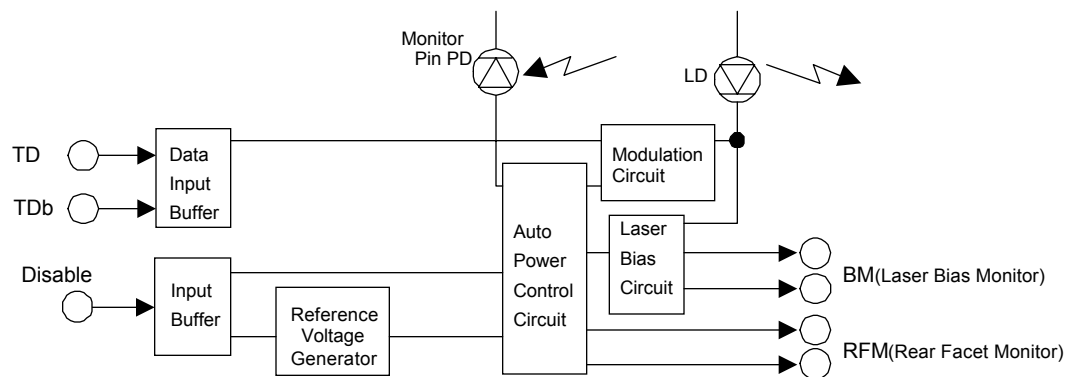 Monitor
Pin PD
LD
TD
TDb
Data
Input
Buffer
Modulation
Circuit
Auto
Power
Control
Circuit
Laser
Bias
Circuit
Disable
Input
Buffer
Reference
Voltage
Generator
BM(Laser Bias Monitor)
RFM(Rear Facet Monitor)